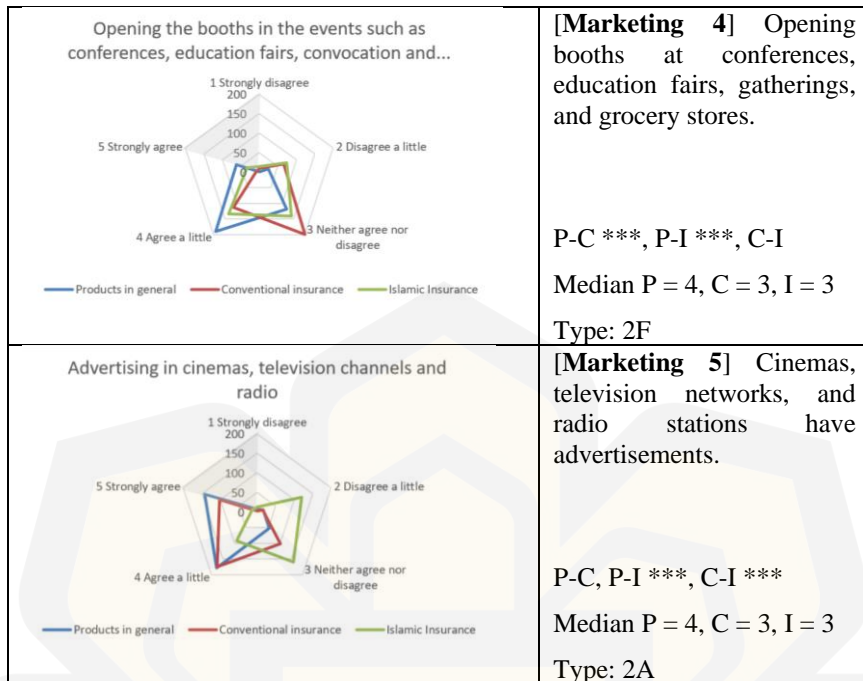 Opening the booths in the events such as
conferences, education fairs, convocation and...
1 Strongly disagree
200
150
100
50
0
5 Strongly agree
2 Disagree a little
4 Agree a little
3 Neither agree nor
disagree
Products in general
Conventional insurance
Islamic Insurance
[Marketing 4] Opening
booths at conferences,
education fairs, gatherings,
and grocery stores.
P-C ***, P-I ***, C-I
Median P = 4, C = 3, I = 3
Type: 2F
Advertising in cinemas, television channels and
radio
1 Strongly disagree
200
150
100
50
0
5 Strongly agree
2 Disagree a little
4 Agree a little
3 Neither agree nor
disagree
Products in general
Conventional insurance
Islamic Insurance
[Marketing 5] Cinemas,
television networks, and
radio stations have
advertisements.
P-C, P-I ***, C-I ***
Median P = 4, C = 3, I = 3
Type: 2A